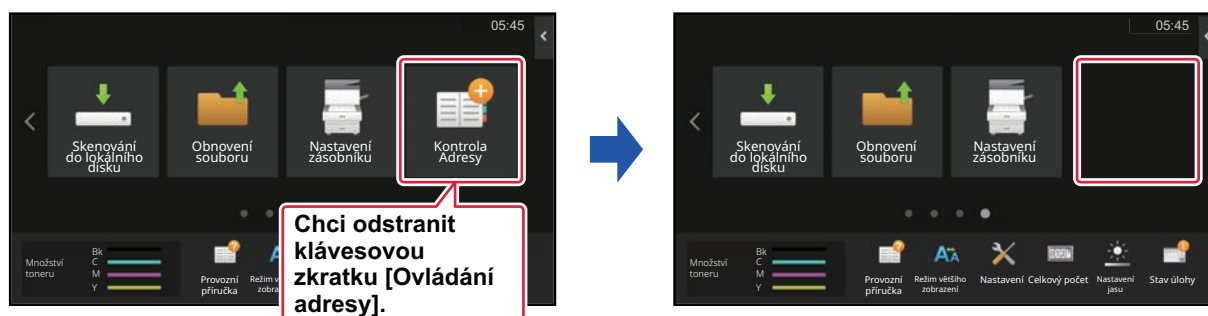 05:45
Skenování
do lokálního
disku
Obnovení
souboru
Nastavení
zásobníku
Kontrola
Adresy
Chci odstranit
klávesovou
zkratku [Ovládání
adresy].
Množství
toneru
Bk
C
M
Y
Provozní
příručka
Režim v
zobra
05:45
Skenování
do lokálního
disku
Obnovení
souboru
Nastavení
zásobníku
Množství
toneru
Bk
C
M
Y
Provozní
příručka
Režim většího
zobrazení
Nastavení
Celkový počet
Nastavení
jasu
Stav úlohy